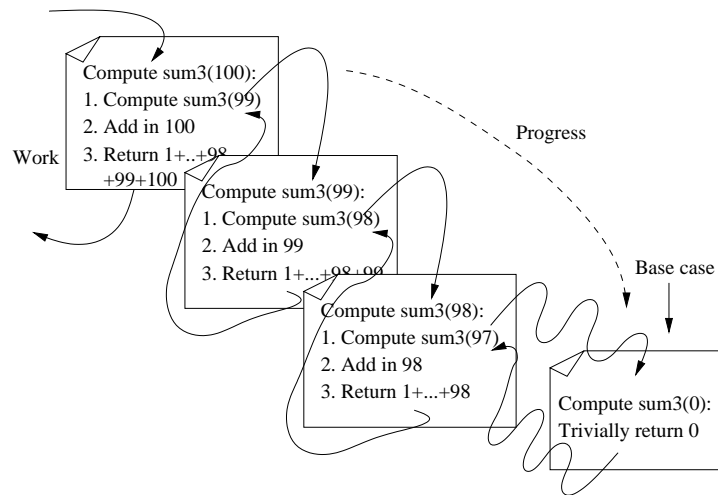 Compute sum3(100):
1. Compute sum3(99)
2. Add in 100
3. Return 1+..+98
+99+100
Work
Progress
Compute sum3(99):
1. Compute sum3(98)
2. Add in 99
3. Return 1+...+98+99
Base case
Compute sum3(98):
1. Compute sum3(97)
2. Add in 98
3. Return 1+...+98
Compute sum3(0):
Trivially return 0